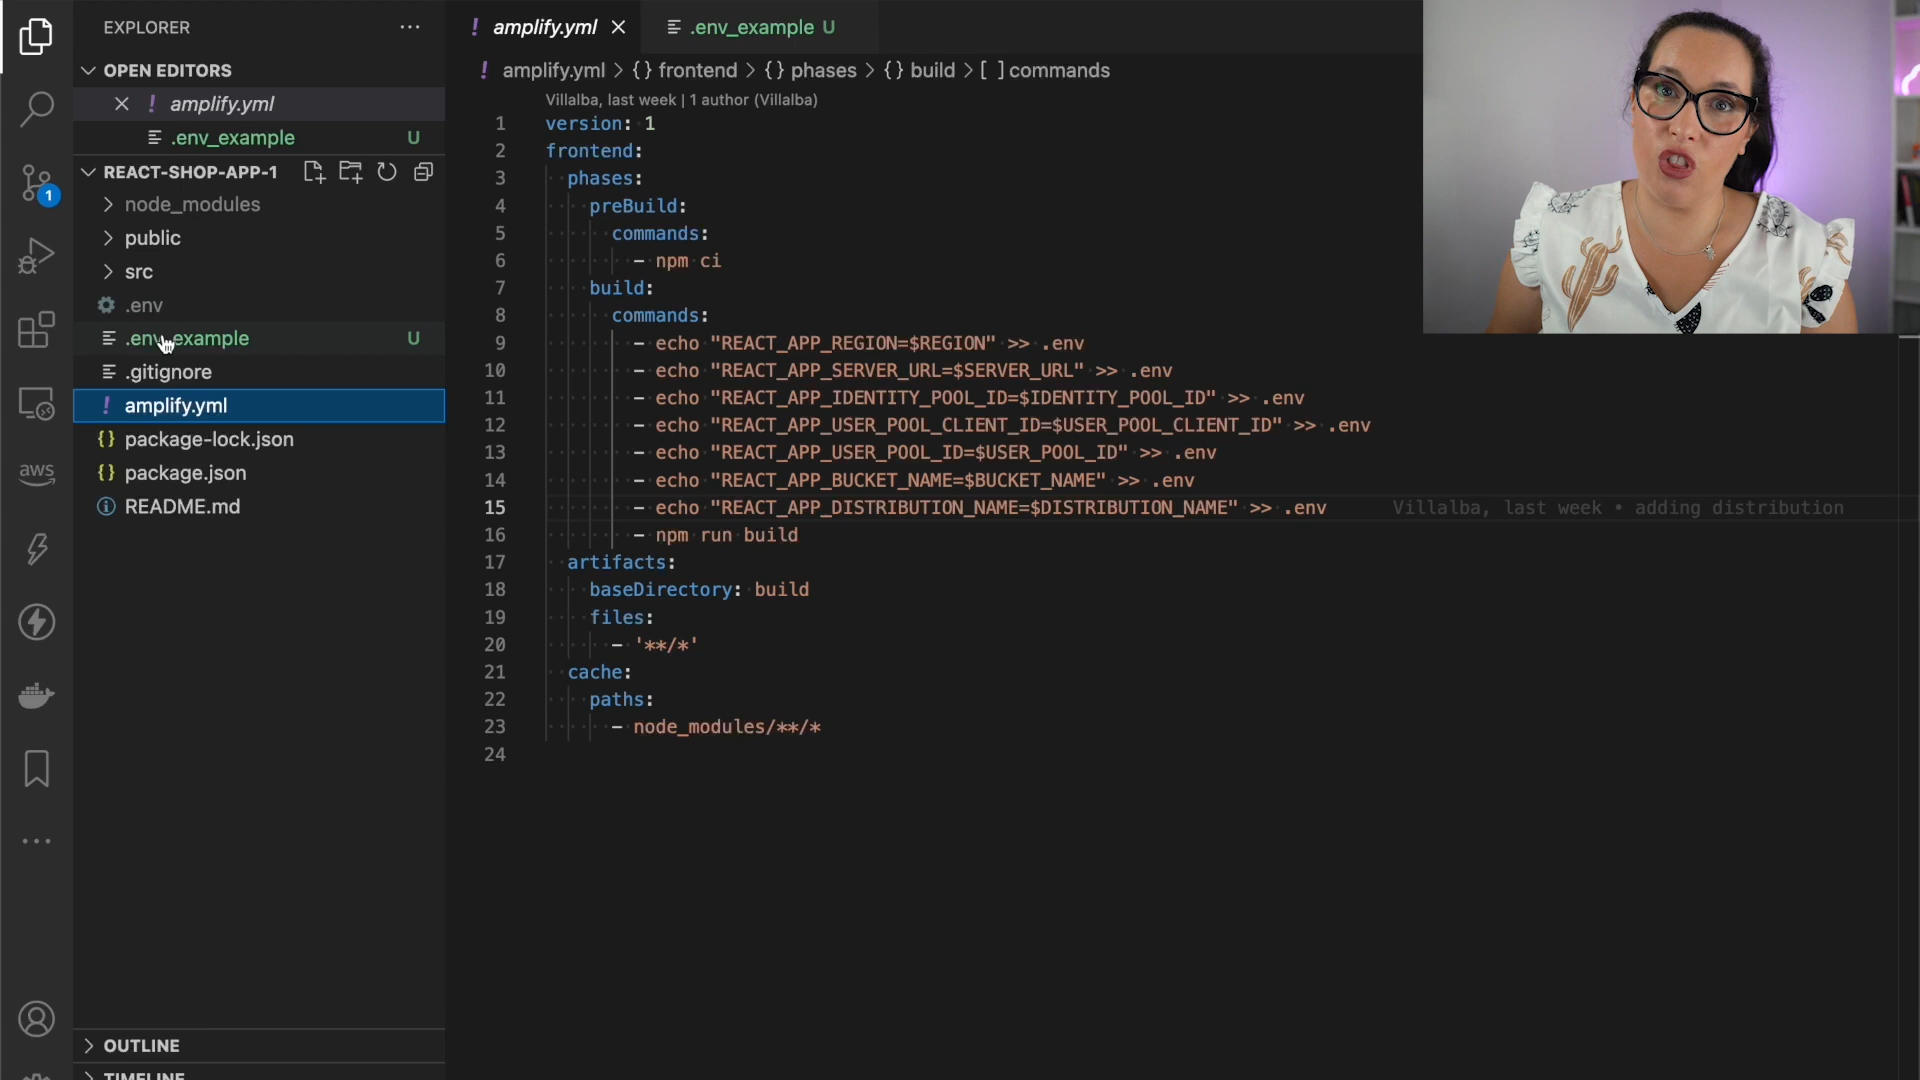 EXPLORER
OPEN EDITORS
! amplify.yml
.env_example U
REACT-SHOP-APP-1
1
node_modules
public
src
.env
.env_example U
.gitignore
! amplify.yml
{} package-lock.json
{} package.json
README.md
aws
OUTLINE
TIMELINE
! amplify.yml
.env_example U
! amplify.yml > {} frontend > {} phases > {} build > [ ] commands
Villalba, last week | 1 author (Villalba)
1 version: 1
2 frontend:
3 phases:
4 preBuild:
5 commands:
6 - npm ci
7 build:
8 commands:
9 - echo "REACT_APP_REGION=$REGION" >> .env
10 - echo "REACT_APP_SERVER_URL=$SERVER_URL" >> .env
11 - echo "REACT_APP_IDENTITY_POOL_ID=$IDENTITY_POOL_ID" >> .env
12 - echo "REACT_APP_USER_POOL_CLIENT_ID=$USER_POOL_CLIENT_ID" >> .env
13 - echo "REACT_APP_USER_POOL_ID=$USER_POOL_ID" >> .env
14 - echo "REACT_APP_BUCKET_NAME=$BUCKET_NAME" >> .env
15 - echo "REACT_APP_DISTRIBUTION_NAME=$DISTRIBUTION_NAME" >> .env Villalba, last week • adding distribution
16 - npm run build
17 artifacts:
18 baseDirectory: build
19 files:
20 - '**/*'
21 cache:
22 paths:
23 - node_modules/**/*
24